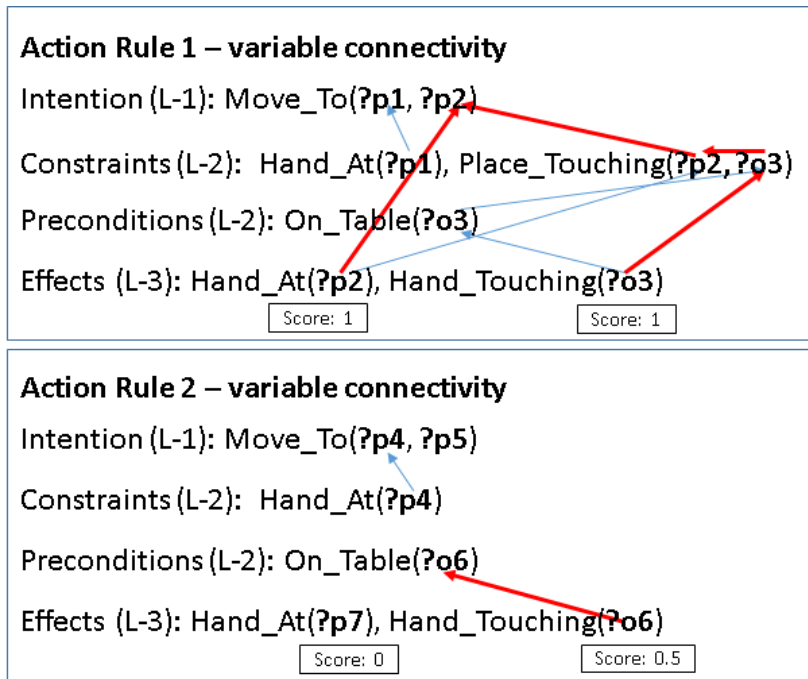 Action Rule 1 – variable connectivity
Intention (L-1): Move_To(?p1, ?p2)
Constraints (L-2): Hand_At(?p1), Place_Touching(?p2, ?o3)
Preconditions (L-2): On_Table(?o3)
Effects (L-3): Hand_At(?p2), Hand_Touching(?o3)
Score: 1 Score: 1
Action Rule 2 – variable connectivity
Intention (L-1): Move_To(?p4, ?p5)
Constraints (L-2): Hand_At(?p4)
Preconditions (L-2): On_Table(?o6)
Effects (L-3): Hand_At(?p7), Hand_Touching(?o6)
Score: 0 Score: 0.5